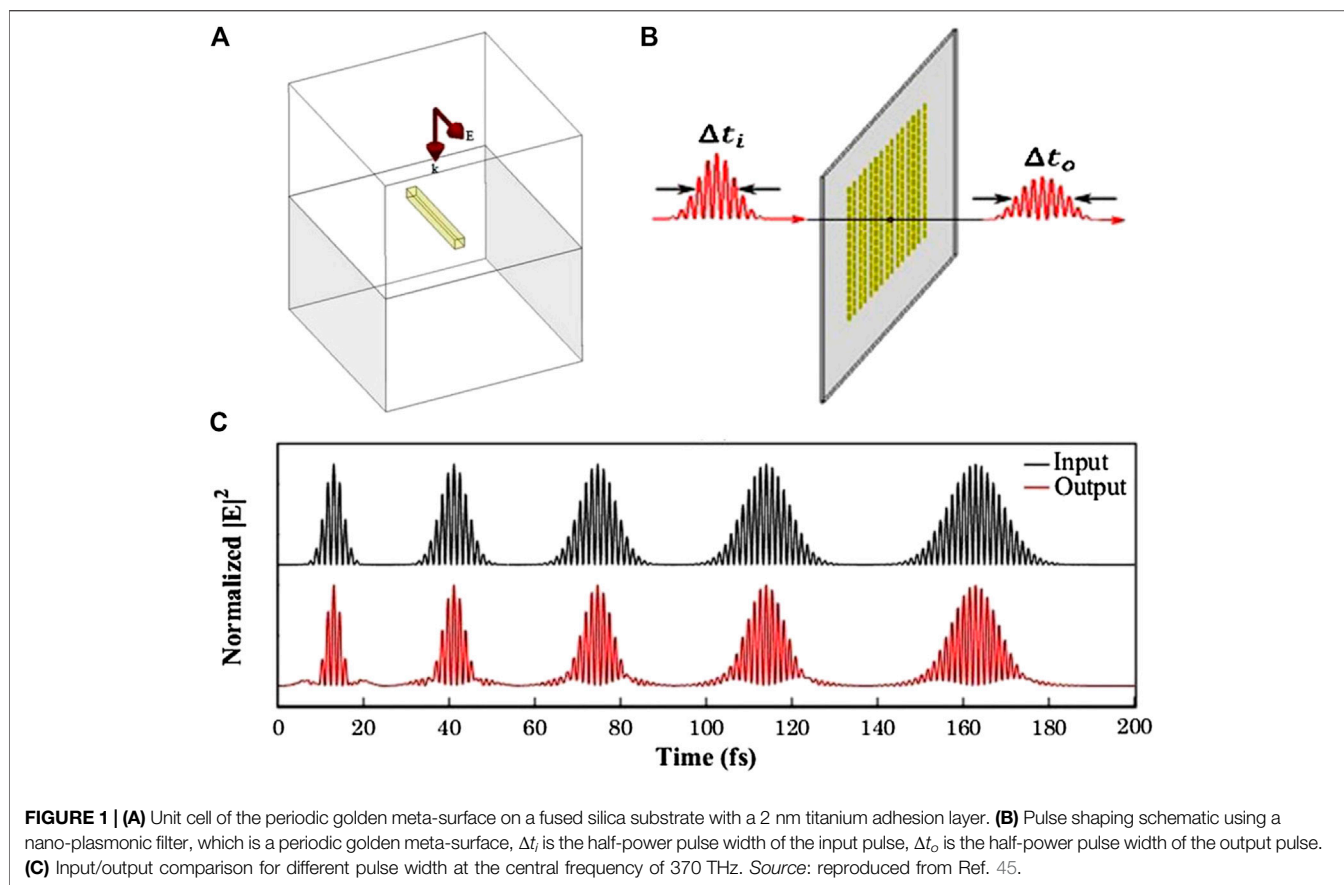 A
B
E
k
Δtᵢ
Δtₒ
C
Normalized |E|²
Input
Output
0 20 40 60 80 100 120 140 160 180 200
Time (fs)
FIGURE 1 | (A) Unit cell of the periodic golden meta-surface on a fused silica substrate with a 2 nm titanium adhesion layer. (B) Pulse shaping schematic using a
nano-plasmonic filter, which is a periodic golden meta-surface, Δtᵢ is the half-power pulse width of the input pulse, Δtₒ is the half-power pulse width of the output pulse.
(C) Input/output comparison for different pulse width at the central frequency of 370 THz. Source: reproduced from Ref. 45.